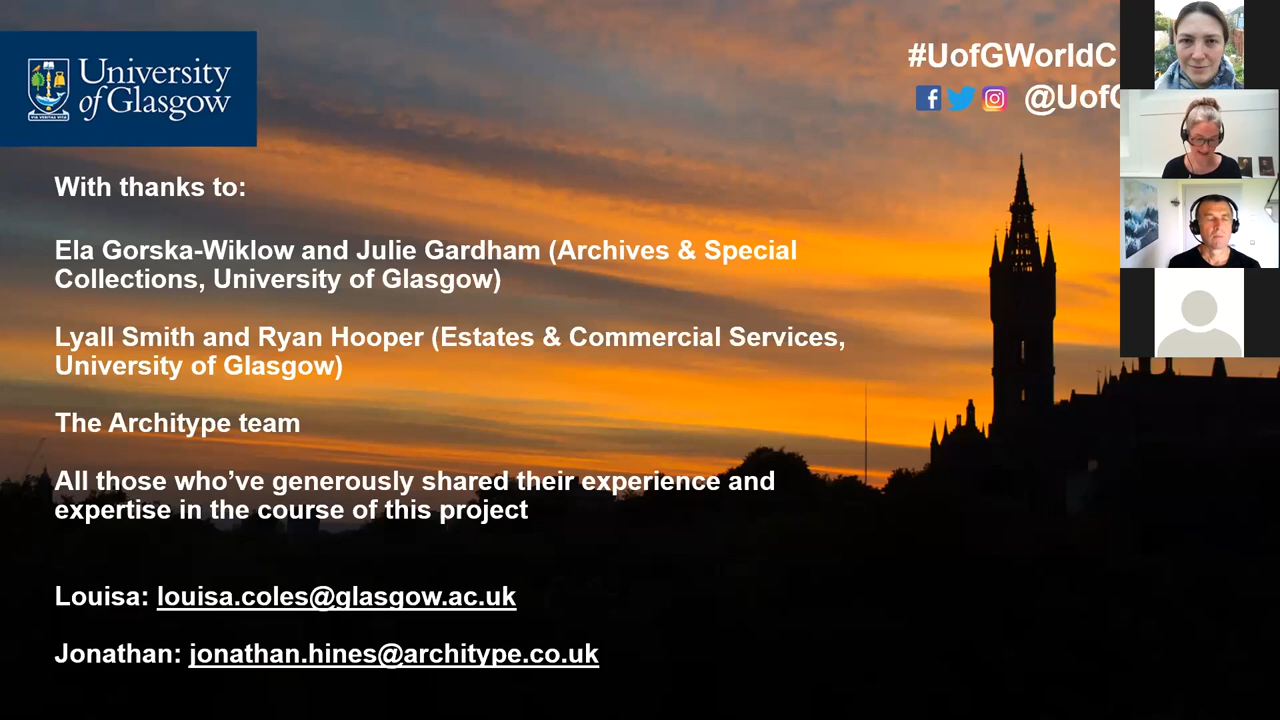 University
of Glasgow
VIA VERITAS VITA
#UofGWorldC
@UofG
With thanks to:
Ela Gorska-Wiklow and Julie Gardham (Archives & Special
Collections, University of Glasgow)
Lyall Smith and Ryan Hooper (Estates & Commercial Services,
University of Glasgow)
The Architype team
All those who’ve generously shared their experience and
expertise in the course of this project
Louisa: louisa.coles@glasgow.ac.uk
Jonathan: jonathan.hines@architype.co.uk